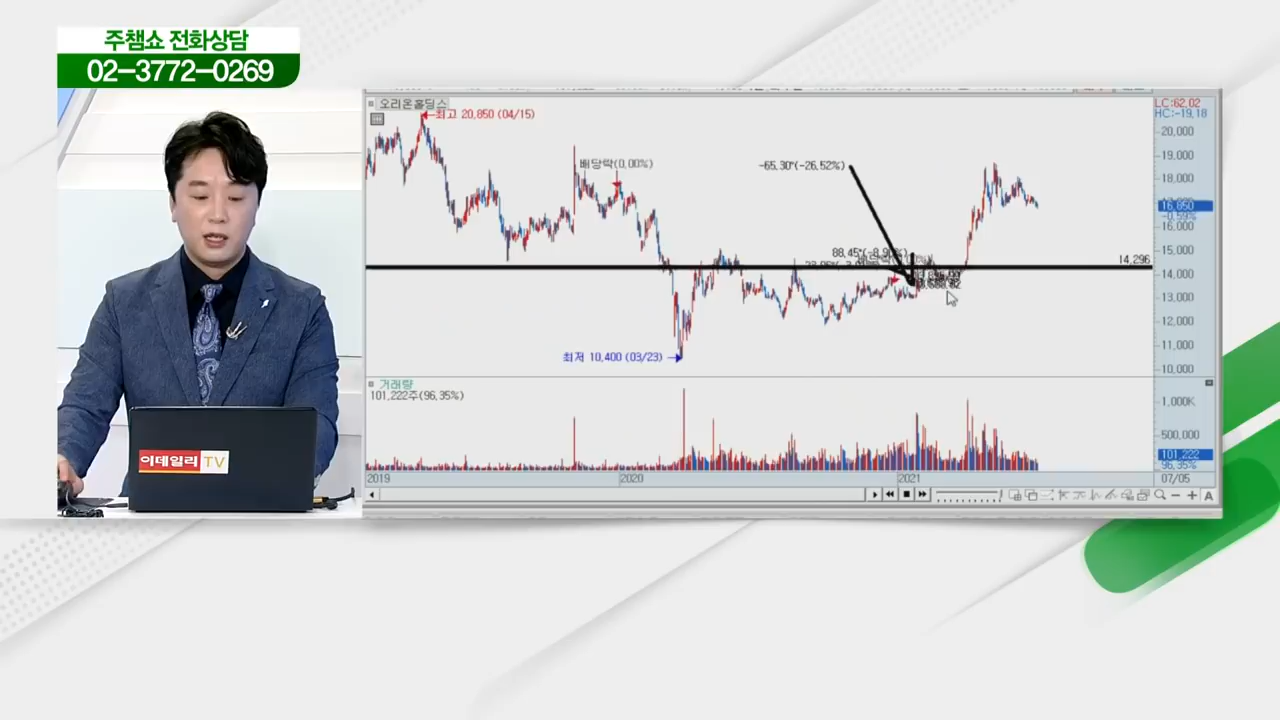 주챔쇼 전화상담
02-3772-0269
오리온홀딩스
최고 20,850 (04/15)
배당락(0.00%)
-65.30°(-26.52%)
88.45°(-8.90%)
14,296
최저 10,400 (03/23)
LC:62.02
HC:-19.18
20,000
19,000
18,000
16,850
-0.59%
16,000
15,000
14,000
13,000
12,000
11,000
10,000
거래량
101,222주(96.35%)
1,000K
500,000
101,222
96.35%
2019
2020
2021
07/05
A
이데일리 TV